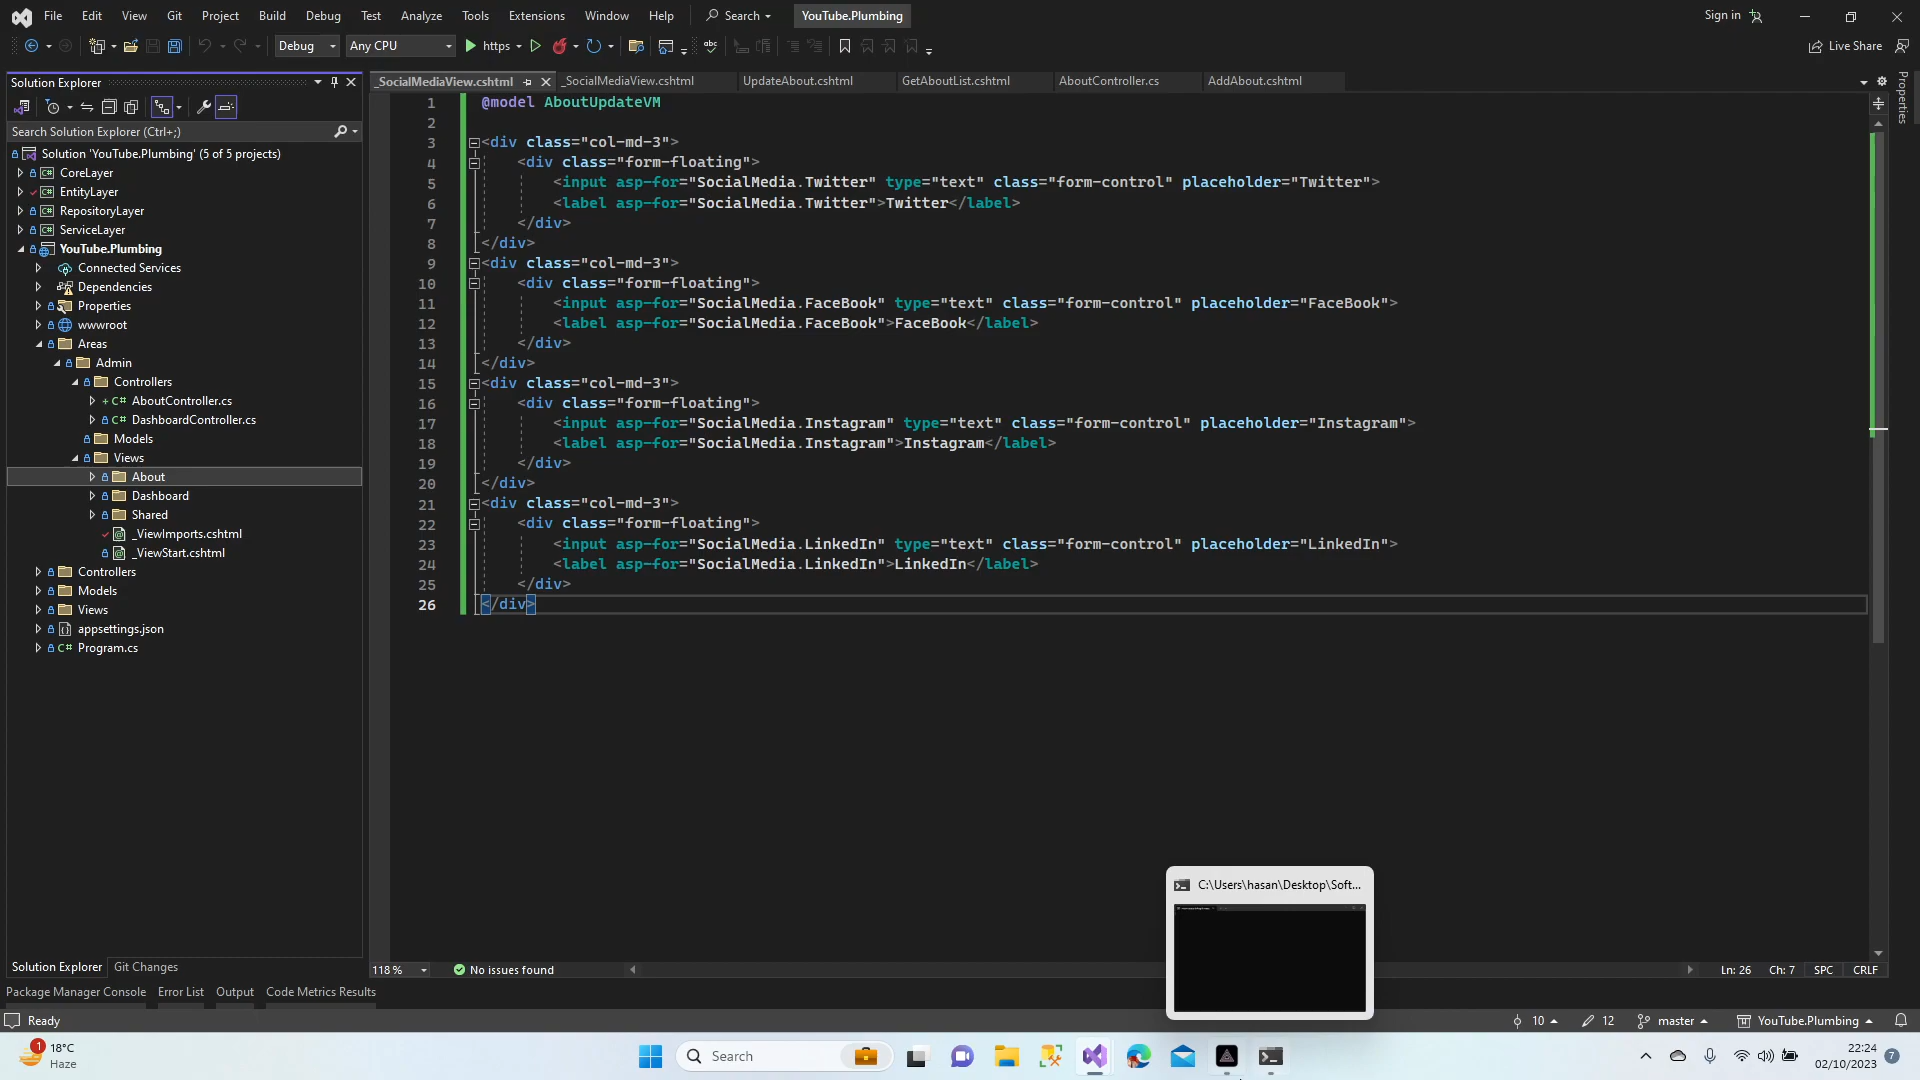 File Edit View Git Project Build Debug Test Analyze Tools Extensions Window Help Search YouTube.Plumbing Sign in
Debug Any CPU https Live Share
Solution Explorer
Search Solution Explorer (Ctrl+;)
Solution 'YouTube.Plumbing' (5 of 5 projects)
CoreLayer
EntityLayer
RepositoryLayer
ServiceLayer
YouTube.Plumbing
Connected Services
Dependencies
Properties
wwwroot
Areas
Admin
Controllers
C# AboutController.cs
C# DashboardController.cs
Models
Views
About
Dashboard
Shared
_ViewImports.cshtml
_ViewStart.cshtml
Controllers
Models
Views
appsettings.json
C# Program.cs
Solution Explorer Git Changes
_SocialMediaView.cshtml _SocialMediaView.cshtml UpdateAbout.cshtml GetAboutList.cshtml AboutController.cs AddAbout.cshtml
Properties
1 @model AboutUpdateVM
2
3 <div class="col-md-3">
4 <div class="form-floating">
5 <input asp-for="SocialMedia.Twitter" type="text" class="form-control" placeholder="Twitter">
6 <label asp-for="SocialMedia.Twitter">Twitter</label>
7 </div>
8 </div>
9 <div class="col-md-3">
10 <div class="form-floating">
11 <input asp-for="SocialMedia.FaceBook" type="text" class="form-control" placeholder="FaceBook">
12 <label asp-for="SocialMedia.FaceBook">FaceBook</label>
13 </div>
14 </div>
15 <div class="col-md-3">
16 <div class="form-floating">
17 <input asp-for="SocialMedia.Instagram" type="text" class="form-control" placeholder="Instagram">
18 <label asp-for="SocialMedia.Instagram">Instagram</label>
19 </div>
20 </div>
21 <div class="col-md-3">
22 <div class="form-floating">
23 <input asp-for="SocialMedia.LinkedIn" type="text" class="form-control" placeholder="LinkedIn">
24 <label asp-for="SocialMedia.LinkedIn">LinkedIn</label>
25 </div>
26 </div>
C:\Users\hasan\Desktop\Soft...
118 % No issues found Ln: 26 Ch: 7 SPC CRLF
Package Manager Console Error List Output Code Metrics Results
Ready 10 12 master YouTube.Plumbing
1 18°C
Haze
Search
22:24
02/10/2023 7